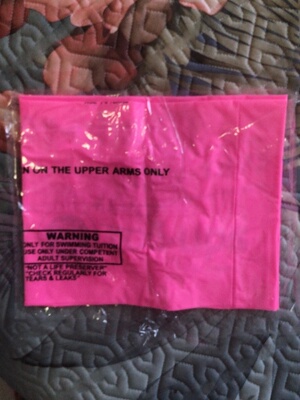 N ON THE UPPER ARMS ONLY
WARNING
ONLY FOR SWIMMING TUITION
USE ONLY UNDER COMPETENT
ADULT SUPERVISION
"NOT A LIFE PRESERVER"
"CHECK REGULARLY FOR
TEARS & LEAKS"